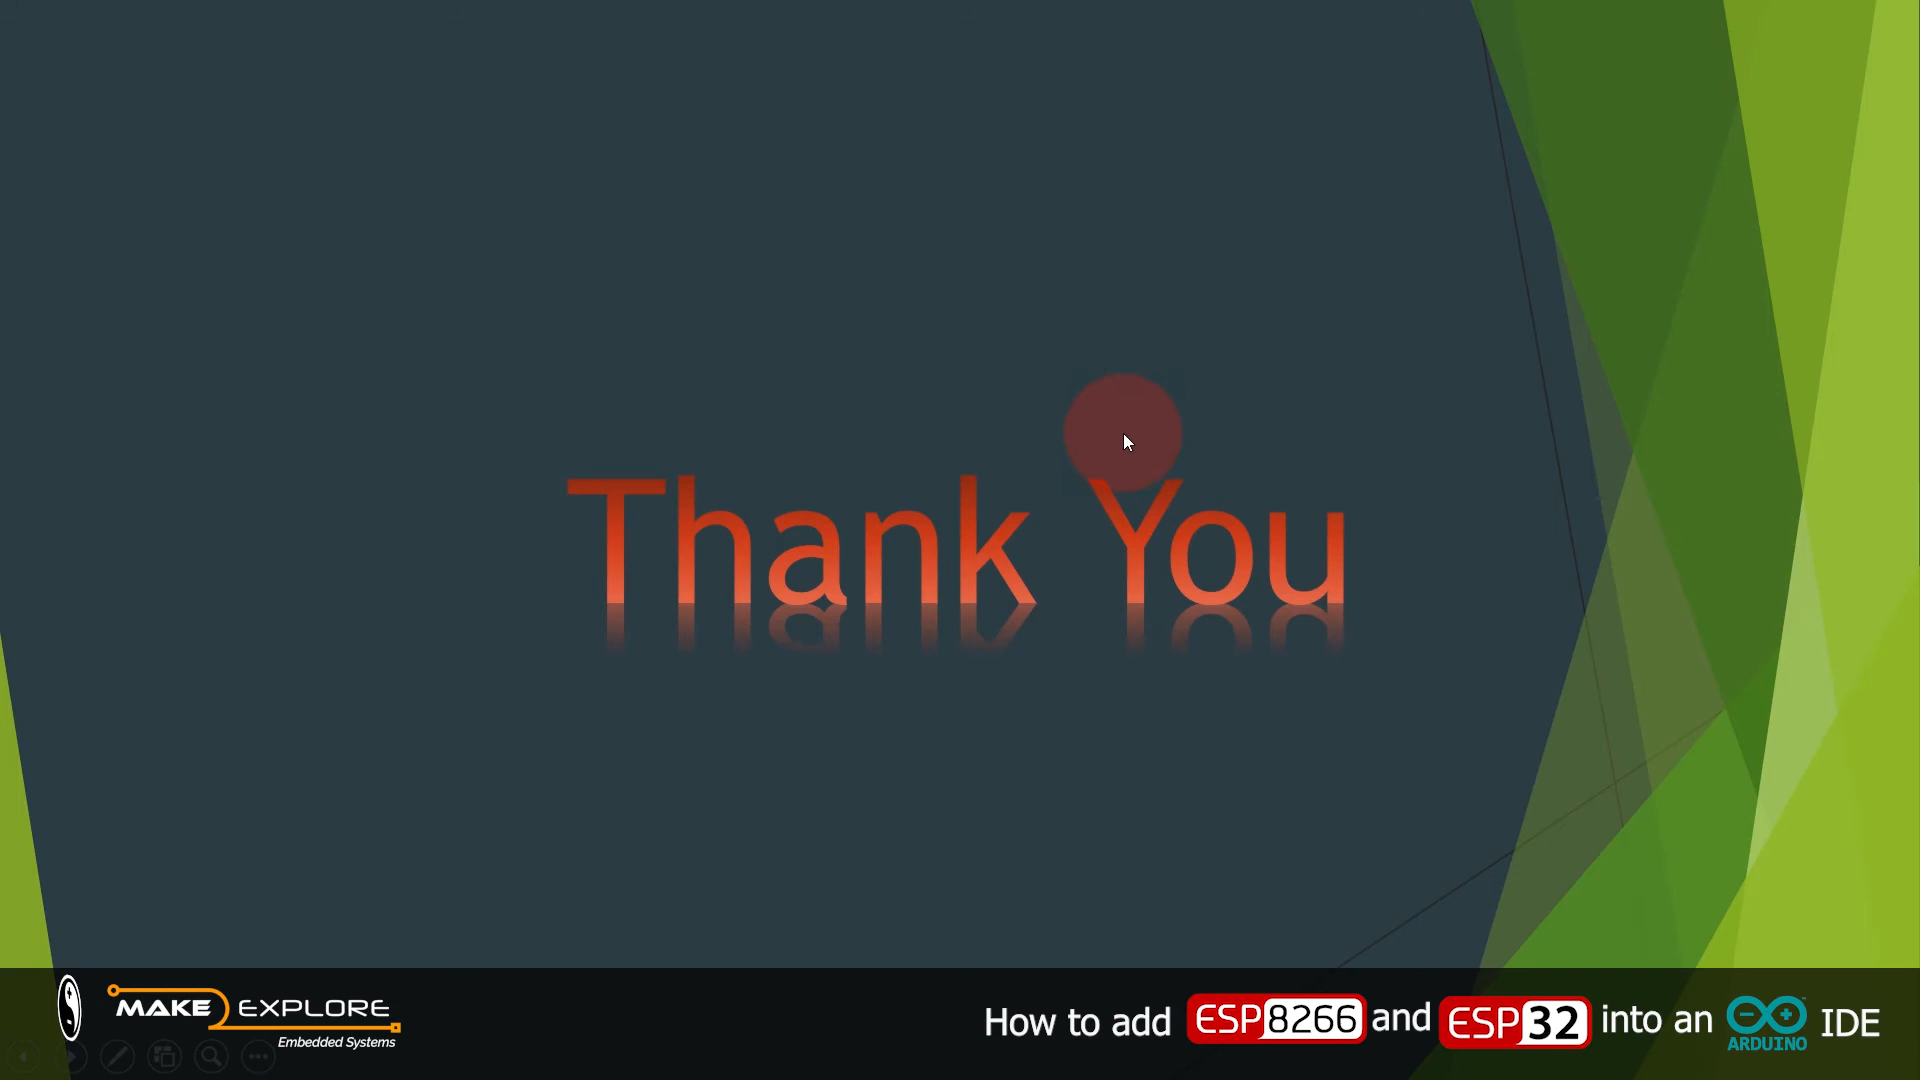 Thank You
MAKE EXPLORE
Embedded Systems
How to add ESP8266 and ESP32 into an ARDUINO IDE